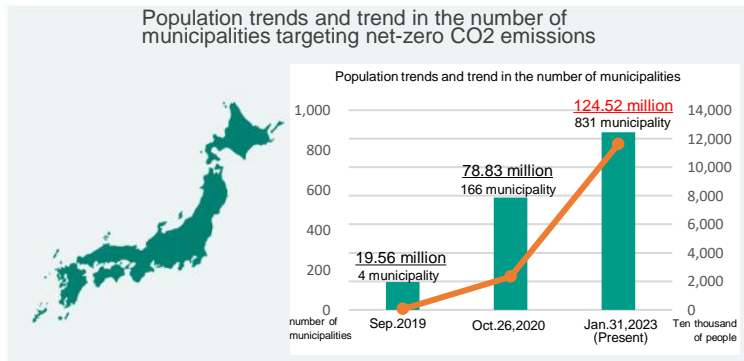 Population trends and trend in the number of
municipalities targeting net-zero CO2 emissions
Population trends and trend in the number of municipalities
1,000
800
600
400
200
0
124.52 million
831 municipality
78.83 million
166 municipality
19.56 million
4 municipality
14,000
12,000
10,000
8,000
6,000
4,000
2,000
0
number of
municipalities
Sep.2019
Oct.26,2020
Jan.31,2023
(Present)
Ten thousand
of people